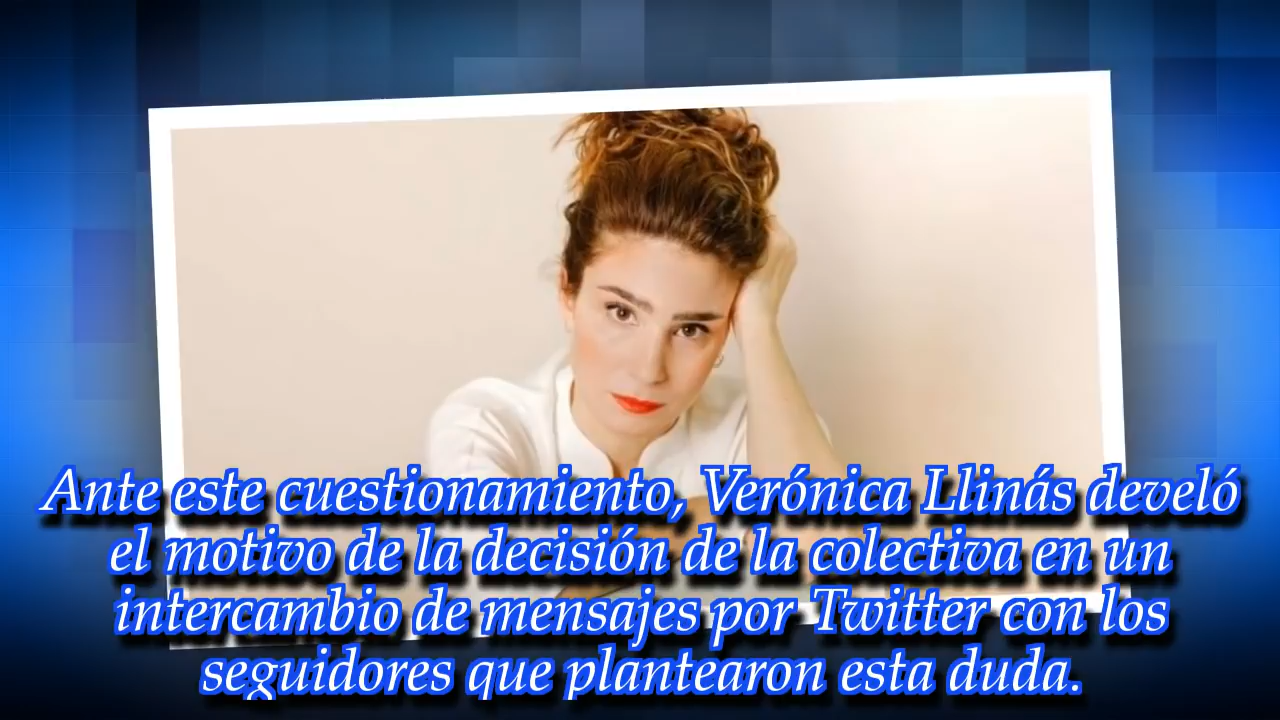 Ante este cuestionamiento, Verónica Llinás develó
el motivo de la decisión de la colectiva en un
intercambio de mensajes por Twitter con los
seguidores que plantearon esta duda.